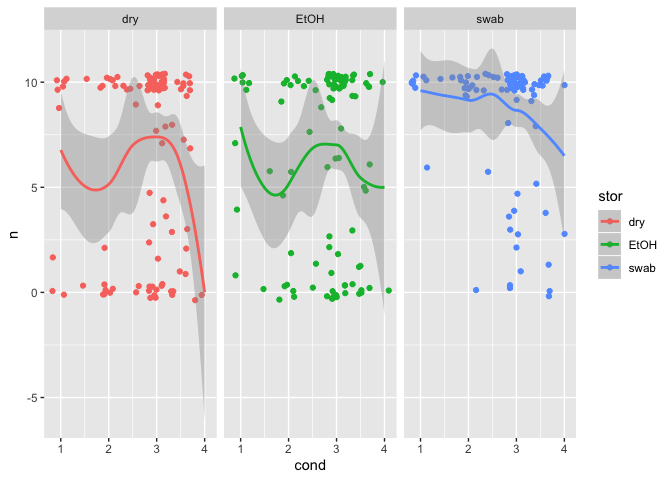 dry EtOH swab
10
5
0
-5
n
1 2 3 4 1 2 3 4 1 2 3 4
cond
stor
dry
EtOH
swab